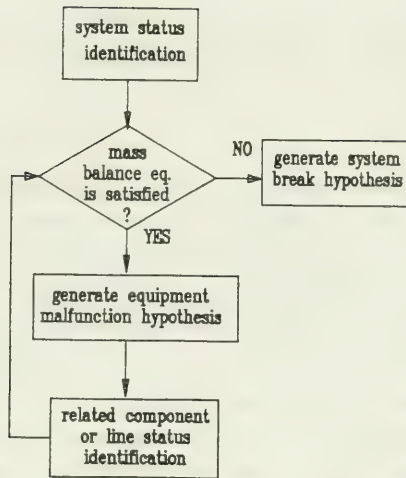 system status
identification
mass
balance eq.
is satisfied
?
NO
generate system
break hypothesis
YES
generate equipment
malfunction hypothesis
related component
or line status
identification